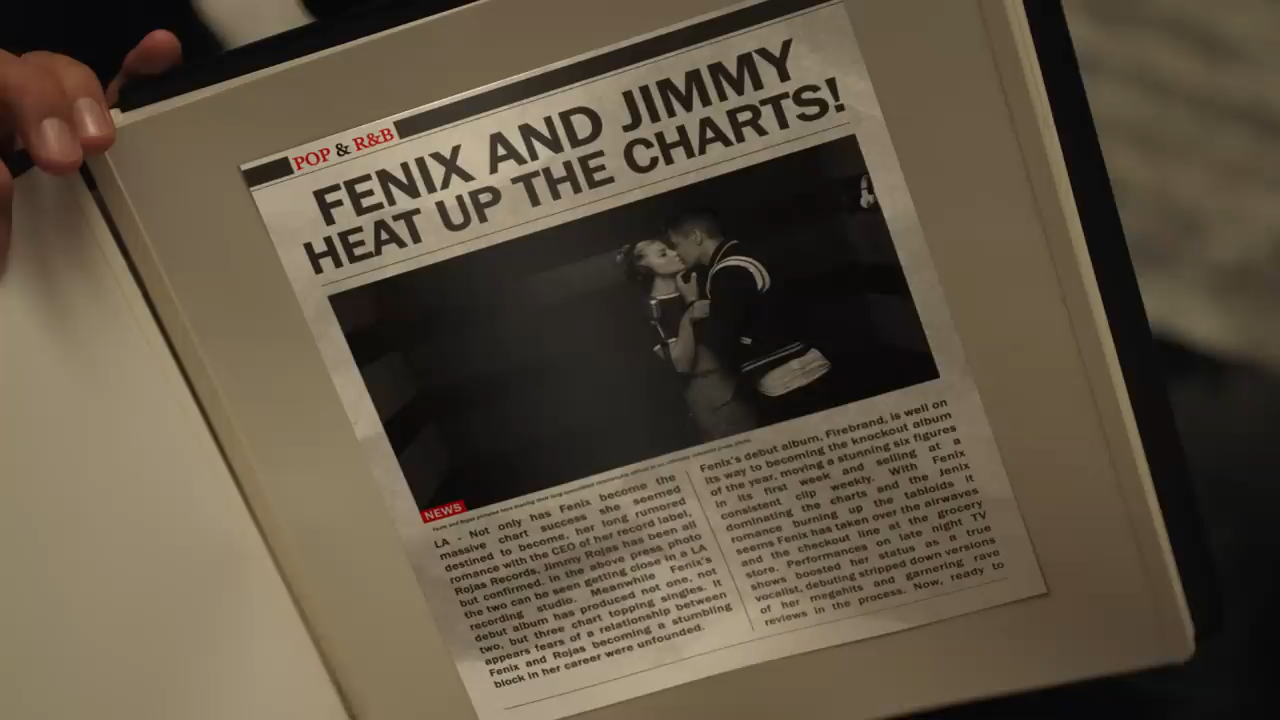 POP & R&B
FENIX AND JIMMY
HEAT UP THE CHARTS!
NEWS
LA - Not only has Fenix become the
massive chart success she seemed
destined to become, her long rumored
romance with the CEO of her record label,
Rojas Records, Jimmy Rojas has been all
but confirmed. In the above press photo
the two can be seen getting close in a LA
recording studio. Meanwhile Fenix's
debut album has produced not one, not
two, but three chart topping singles. It
appears fears of a relationship between
Fenix and Rojas becoming a stumbling
block in her career were unfounded.
Fenix's debut album, Firebrand, is well on
its way to becoming the knockout album
of the year, moving a stunning six figures
in its first week and selling at a
consistent clip weekly. With Fenix
dominating the charts and the Jenix
romance burning up the tabloids it
seems Fenix has taken over the airwaves
and the checkout line at the grocery
store. Performances on late night TV
shows boosted her status as a true
vocalist, debuting stripped down versions
of her megahits and garnering rave
reviews in the process. Now, ready to